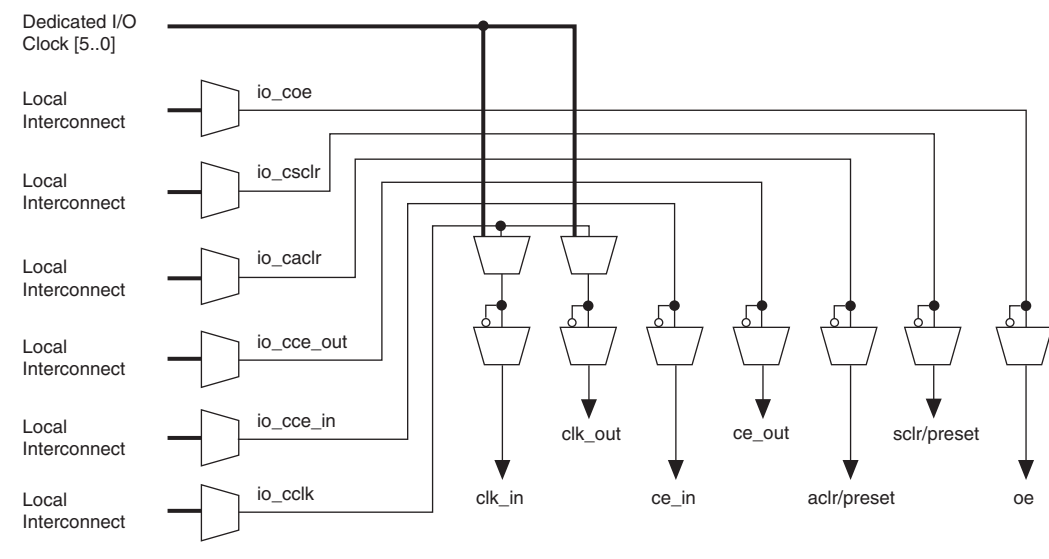 Dedicated I/O
Clock [5..0]
Local
Interconnect
io_coe
Local
Interconnect
io_csclr
Local
Interconnect
io_caclr
Local
Interconnect
io_cce_out
Local
Interconnect
io_cce_in
Local
Interconnect
io_cclk
clk_out
ce_out
sclr/preset
clk_in
ce_in
aclr/preset
oe